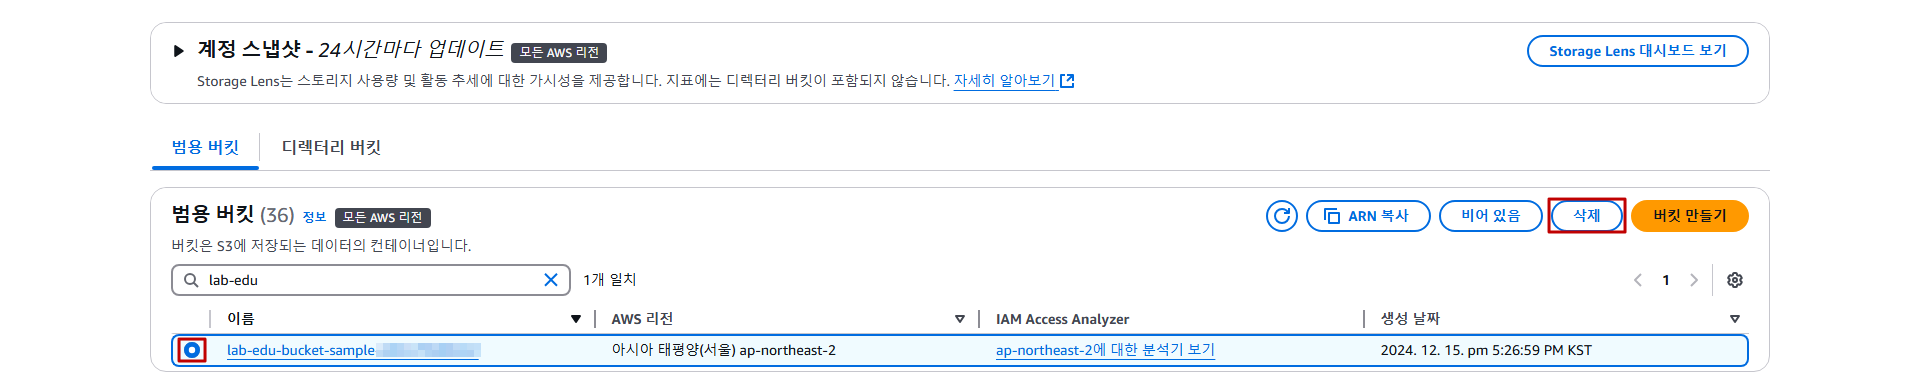 계정 스냅샷 - 24시간마다 업데이트 모든 AWS 리전
Storage Lens 대시보드 보기
Storage Lens는 스토리지 사용량 및 활동 추세에 대한 가시성을 제공합니다. 지표에는 디렉터리 버킷이 포함되지 않습니다. 자세히 알아보기
범용 버킷 디렉터리 버킷
범용 버킷 (36) 정보 모든 AWS 리전
ARN 복사 비어 있음 삭제 버킷 만들기
버킷은 S3에 저장되는 데이터의 컨테이너입니다.
lab-edu 1개 일치 1
이름 AWS 리전 IAM Access Analyzer 생성 날짜
lab-edu-bucket-sample 아시아 태평양(서울) ap-northeast-2 ap-northeast-2에 대한 분석기 보기 2024. 12. 15. pm 5:26:59 PM KST